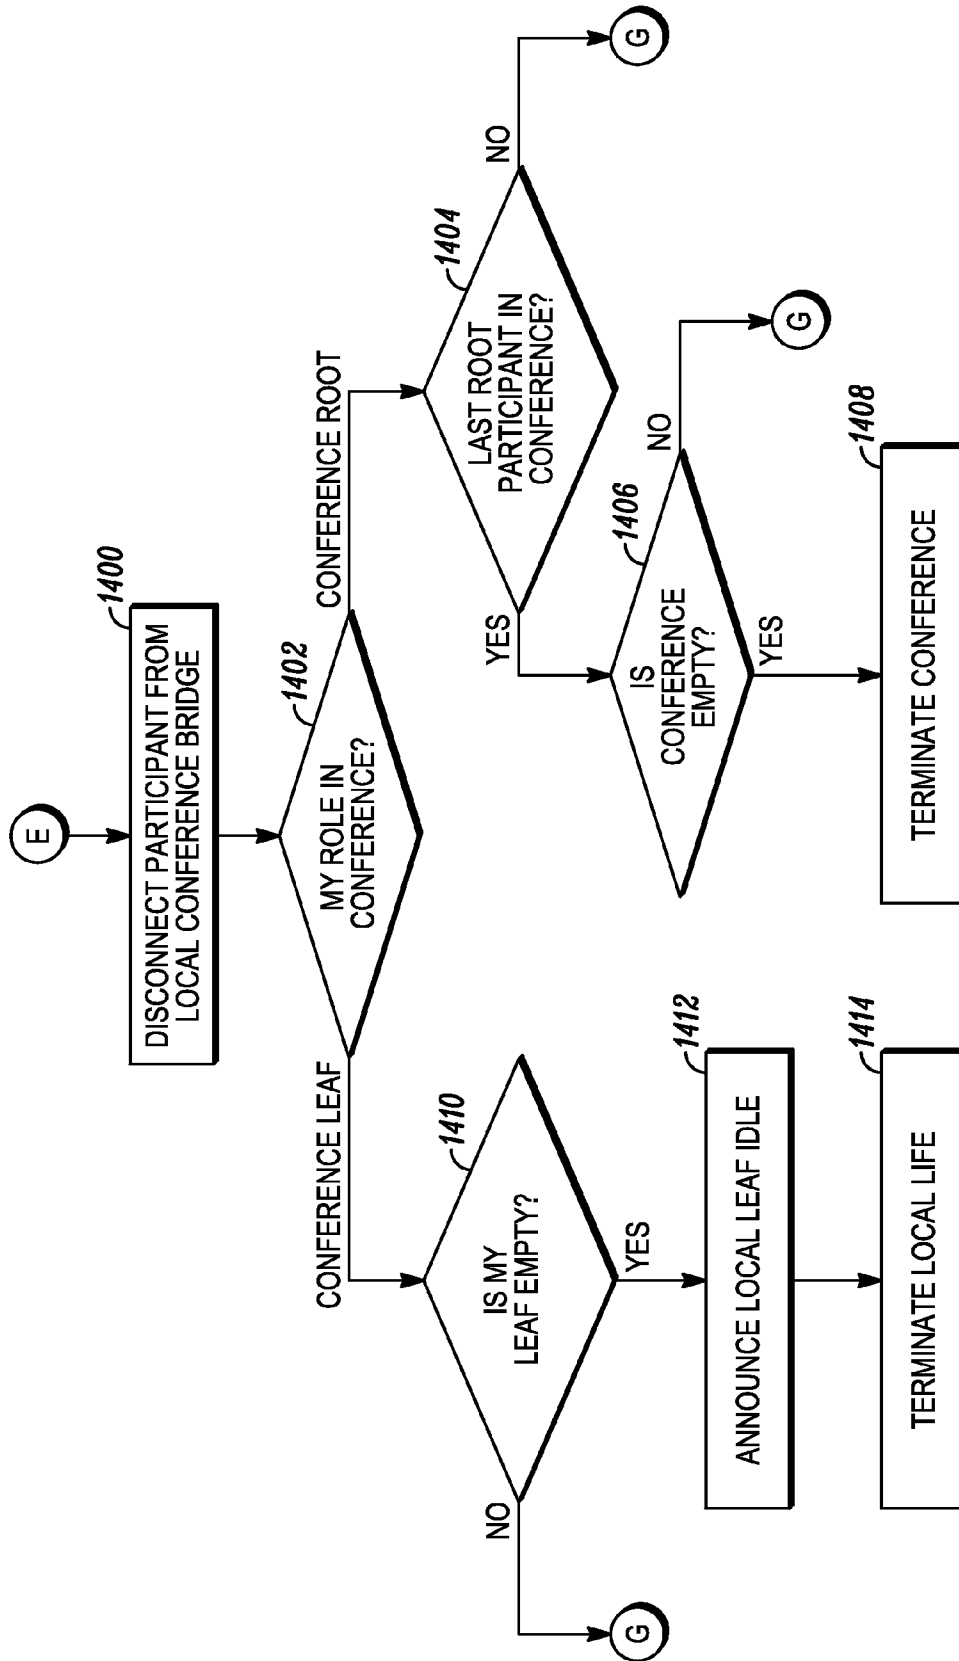 E
1400
DISCONNECT PARTICIPANT FROM
LOCAL CONFERENCE BRIDGE
1402
MY ROLE IN
CONFERENCE?
CONFERENCE LEAF
CONFERENCE ROOT
1410
IS MY
LEAF EMPTY?
NO
G
YES
1412
ANNOUNCE LOCAL LEAF IDLE
1414
TERMINATE LOCAL LIFE
1404
LAST ROOT
PARTICIPANT IN
CONFERENCE?
NO
G
YES
1406
IS
CONFERENCE
EMPTY?
NO
G
YES
1408
TERMINATE CONFERENCE